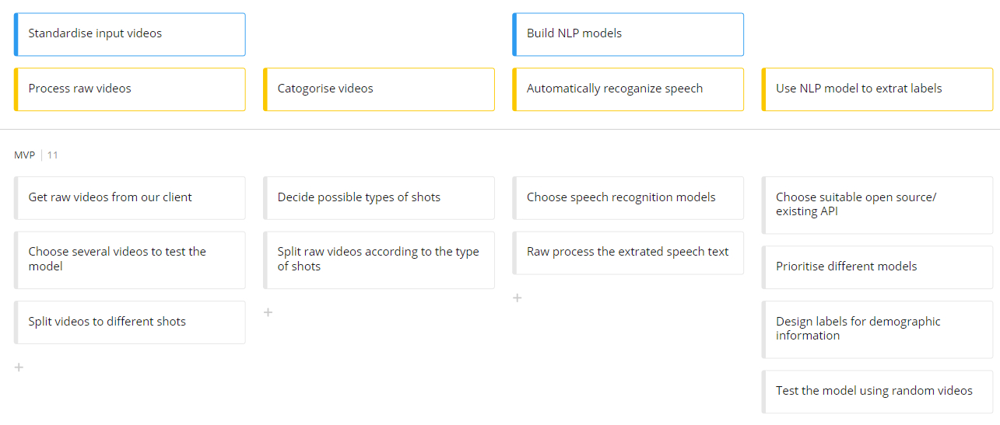 Standardise input videos
Build NLP models
Process raw videos
Catogorise videos
Automatically recoganize speech
Use NLP model to extrat labels
MVP 11
Get raw videos from our client
Decide possible types of shots
Choose speech recognition models
Choose suitable open source/
existing API
Choose several videos to test the
model
Split raw videos according to the type
of shots
Raw process the extrated speech text
Prioritise different models
Split videos to different shots
Design labels for demographic
information
Test the model using random videos